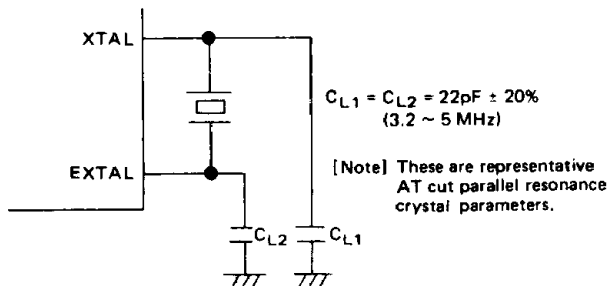 XTAL
C_L1 = C_L2 = 22pF ± 20%
(3.2 ~ 5 MHz)
EXTAL
[Note] These are representative
AT cut parallel resonance
crystal parameters.
C_L2
C_L1